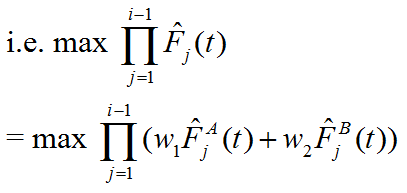 i.e. max ∏_{j=1}^{i−1} F̂_j(t)
= max ∏_{j=1}^{i−1} (w_1 F̂_j^A(t) + w_2 F̂_j^B(t))